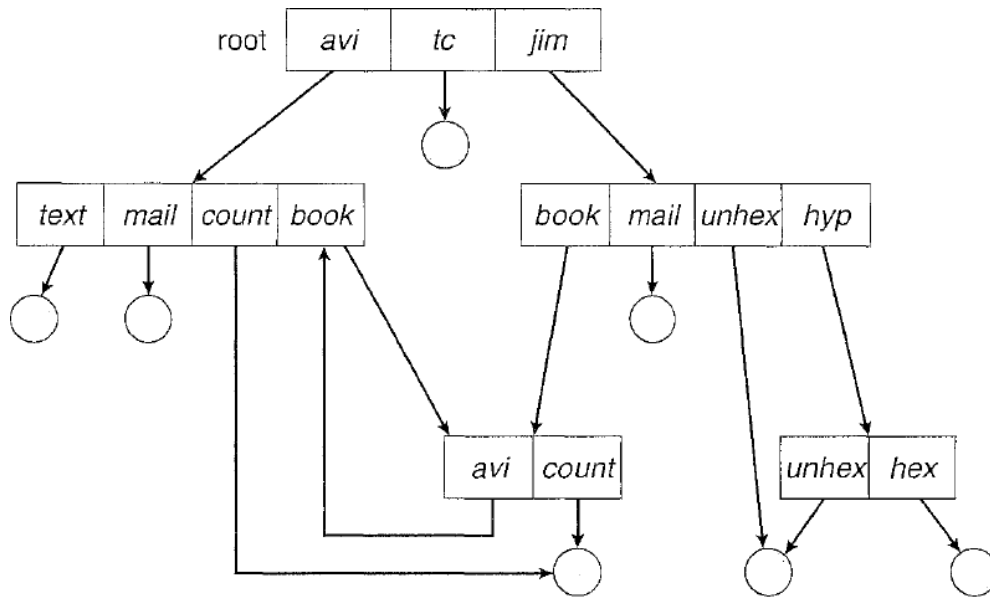 root avi tc jim
text mail count book book mail unhex hyp
avi count unhex hex